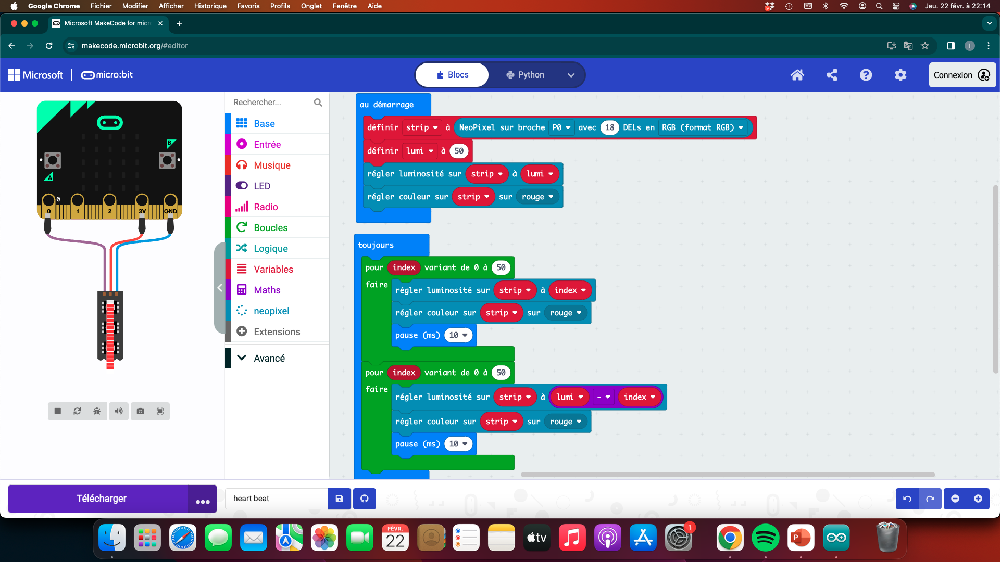 Google Chrome Fichier Modifier Afficher Historique Favoris Profils Onglet Fenêtre Aide
9+ Jeu. 22 févr. à 22:14
Microsoft MakeCode for micr
makecode.microbit.org/#editor
Microsoft micro:bit
Blocs Python
Connexion
B
A
0
0 1 2 3V GND
Rechercher...
Base
Entrée
Musique
LED
Radio
Boucles
Logique
Variables
Maths
neopixel
Extensions
Avancé
au démarrage
définir strip à NeoPixel sur broche P0 avec 18 DELs en RGB (format RGB)
définir lumi à 50
régler luminosité sur strip à lumi
régler couleur sur strip sur rouge
toujours
pour index variant de 0 à 50
faire régler luminosité sur strip à index
régler couleur sur strip sur rouge
pause (ms) 10
pour index variant de 0 à 50
faire régler luminosité sur strip à lumi - index
régler couleur sur strip sur rouge
pause (ms) 10
Télécharger ...
heart beat
FÉVR.
22
tv
1
P